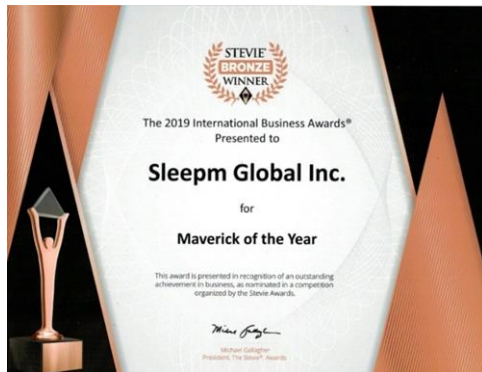 STEVIE®
BRONZE
WINNER
The 2019 International Business Awards®
Presented to
Sleepm Global Inc.
for
Maverick of the Year
This award is presented in recognition of an outstanding
achievement in business, as nominated in a competition
organized by the Stevie Awards.
Michael Gallagher
President, The Stevie® Awards